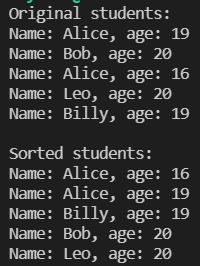 Original students:
Name: Alice, age: 19
Name: Bob, age: 20
Name: Alice, age: 16
Name: Leo, age: 20
Name: Billy, age: 19

Sorted students:
Name: Alice, age: 16
Name: Alice, age: 19
Name: Billy, age: 19
Name: Bob, age: 20
Name: Leo, age: 20